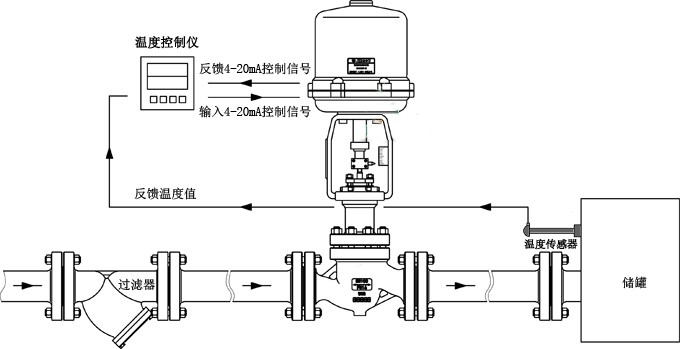 温度控制仪
反馈4-20mA控制信号
输入4-20mA控制信号
反馈温度值
温度传感器
过滤器
储罐